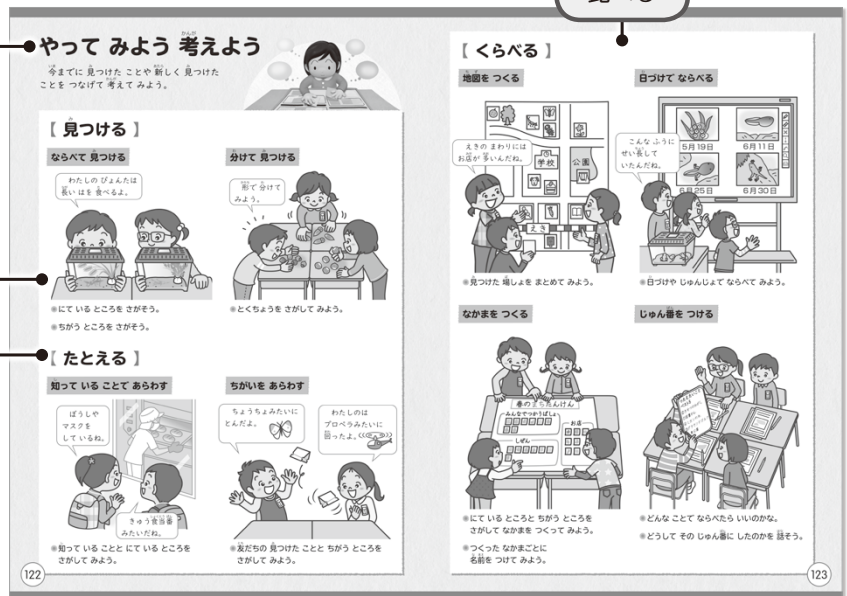 やって みよう 考えよう
今までに 見つけた ことや 新しく 見つけた
ことを つなげて 考えて みよう。
【 見つける 】
ならべて 見つける
わたしの ぴょんたは
長い はを 食べるよ。
※にて いる ところを さがそう。
※ちがう ところを さがそう。
分けて 見つける
形で 分けて
みよう。
※とくちょうを さがして みよう。
【 たとえる 】
知って いる ことで あらわす
ぼうしや
マスクを
して いるね。
きゅう食当番
みたいだね。
※知って いる ことと にて いる ところを
さがして みよう。
ちがいを あらわす
ちょうちょみたいに
とんだよ。
わたしのは
プロペラみたいに
回ったよ。
※友だちの 見つけた ことと ちがう ところを
さがして みよう。
122
【 くらべる 】
地図を つくる
えきの まわりには
お店が 多いんだね。
学校
公園
えき
※見つけた 場しょを まとめて みよう。
日づけで ならべる
こんな ふうに
せい長して
いたんだね。
5月19日
6月11日
6月25日
6月30日
※日づけや じゅんじょで ならべて みよう。
なかまを つくる
春のまちたんけん
みんなでつかうばしょ
お店
しぜん
※にて いる ところと ちがう ところを
さがして なかまを つくって みよう。
※つくった なかまごとに
名前を つけて みよう。
じゅん番を つける
※どんな ことで ならべたら いいのかな。
※どうして その じゅん番に したのかを 話そう。
123